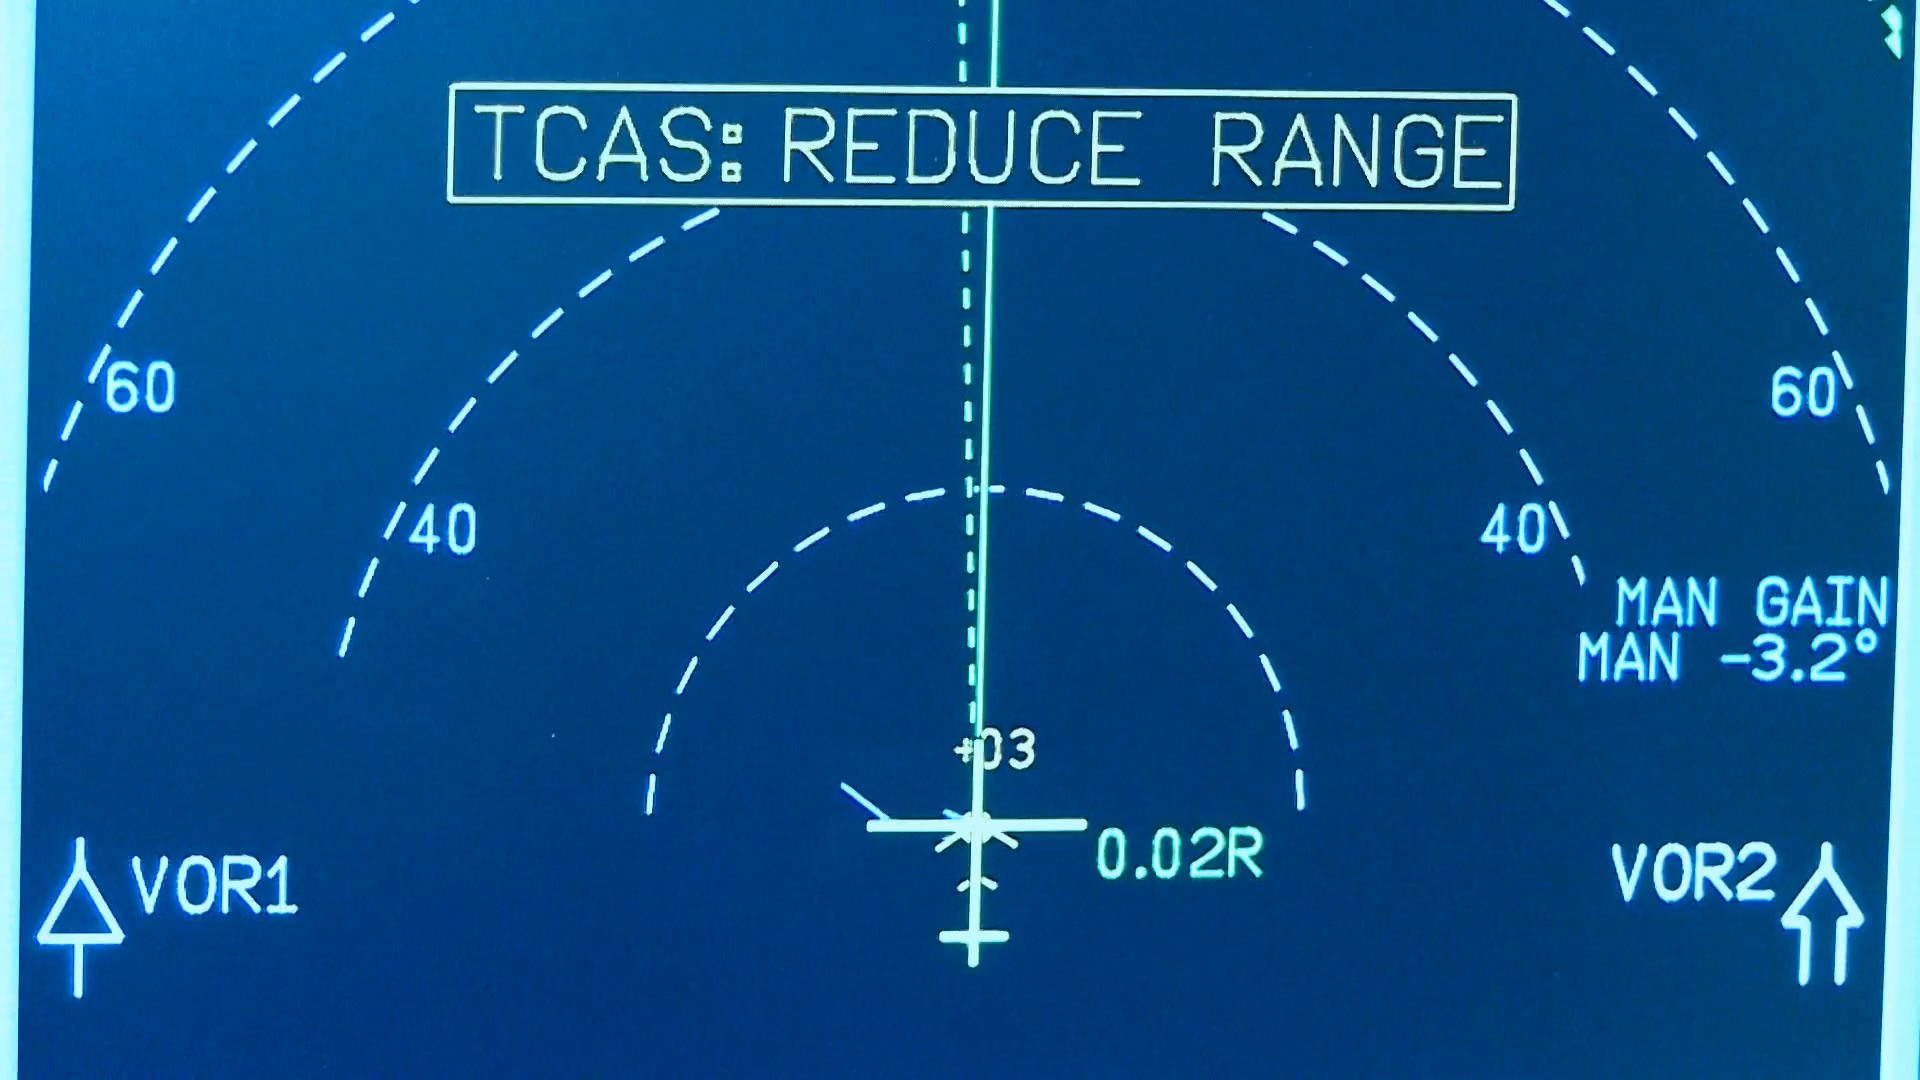 TCAS: REDUCE RANGE
60 60
40 40
MAN GAIN
MAN -3.2°
+03
0.02R
VOR1 VOR2